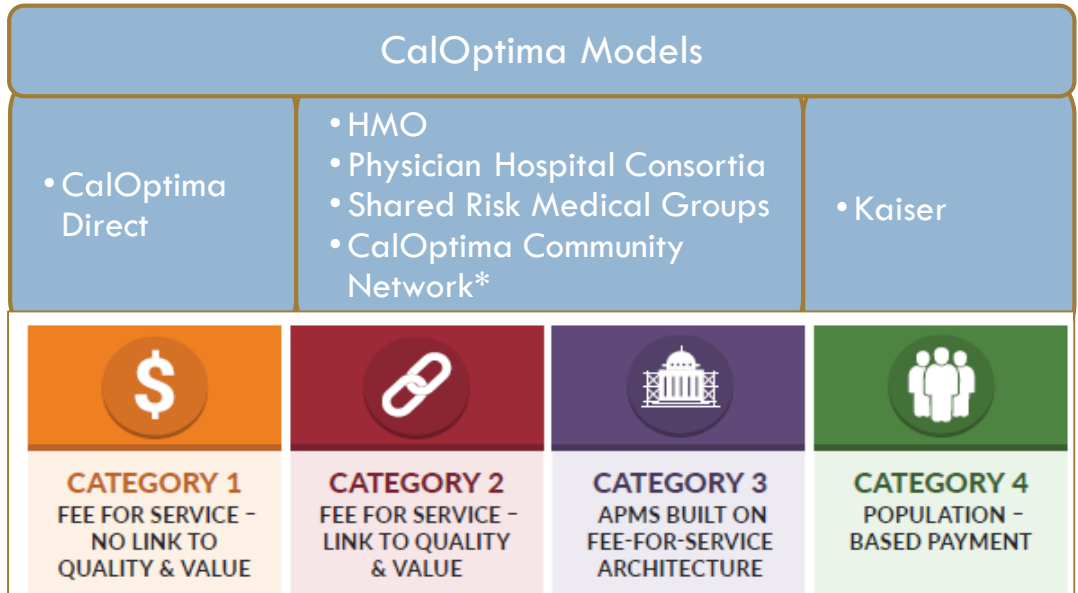 CalOptima Models
• CalOptima
Direct
• HMO
• Physician Hospital Consortia
• Shared Risk Medical Groups
• CalOptima Community
Network*
• Kaiser
$
CATEGORY 1
FEE FOR SERVICE –
NO LINK TO
QUALITY & VALUE
CATEGORY 2
FEE FOR SERVICE –
LINK TO QUALITY
& VALUE
CATEGORY 3
APMS BUILT ON
FEE-FOR-SERVICE
ARCHITECTURE
CATEGORY 4
POPULATION –
BASED PAYMENT